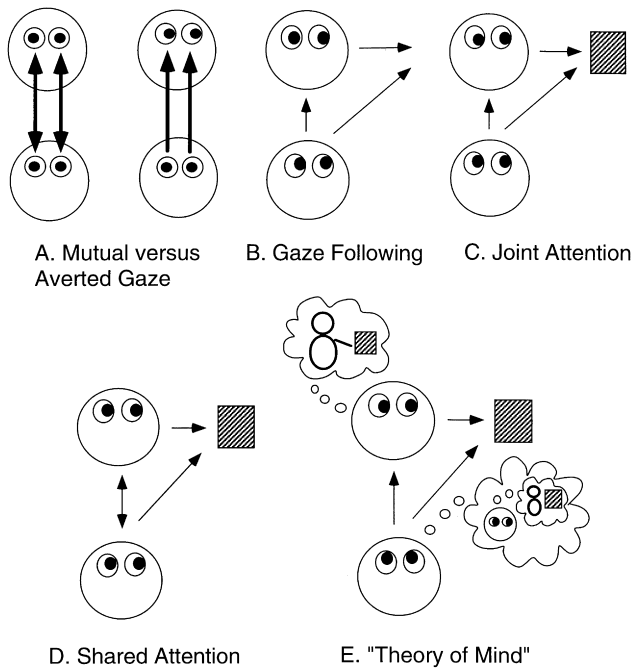 A. Mutual versus
Averted Gaze
B. Gaze Following
C. Joint Attention
D. Shared Attention
E. "Theory of Mind"